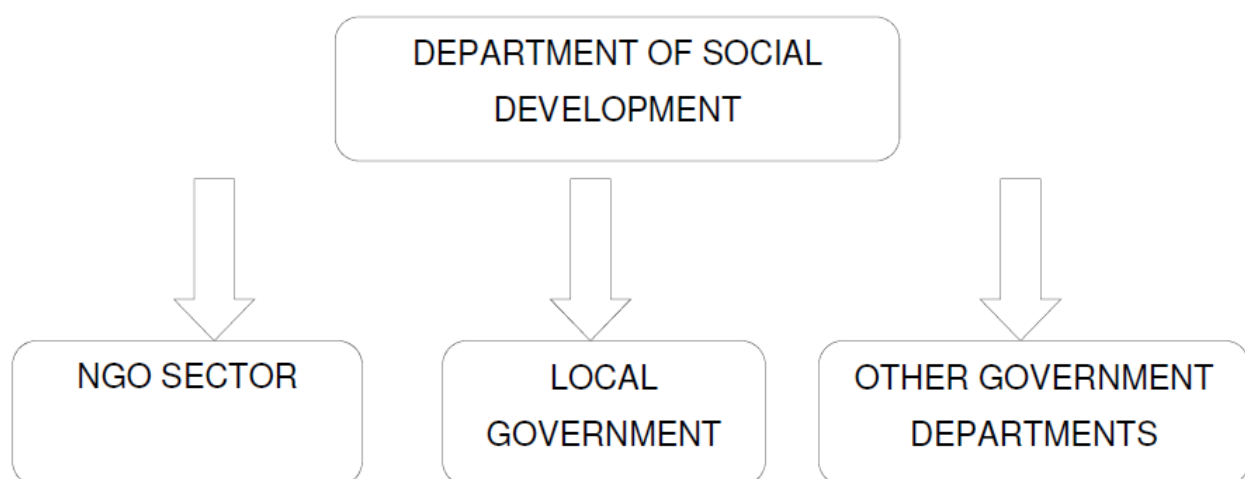 DEPARTMENT OF SOCIAL
DEVELOPMENT
NGO SECTOR
LOCAL
GOVERNMENT
OTHER GOVERNMENT
DEPARTMENTS